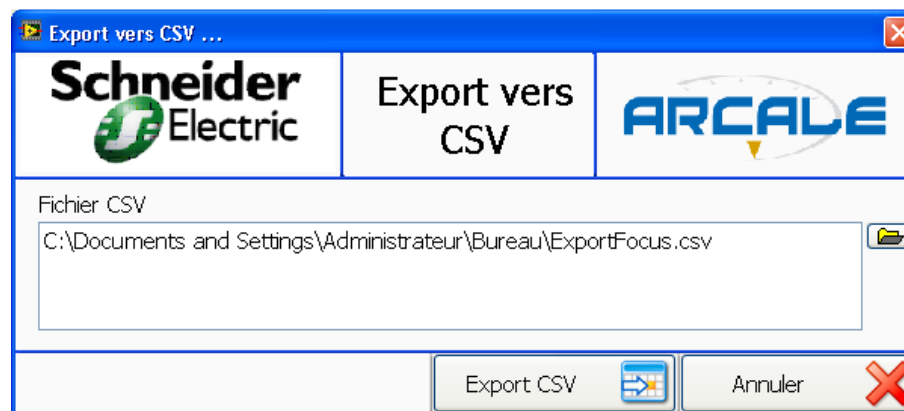 Export vers CSV ...
Schneider
Electric
Export vers
CSV
ARCALE
Fichier CSV
C:\Documents and Settings\Administrateur\Bureau\ExportFocus.csv
Export CSV
Annuler